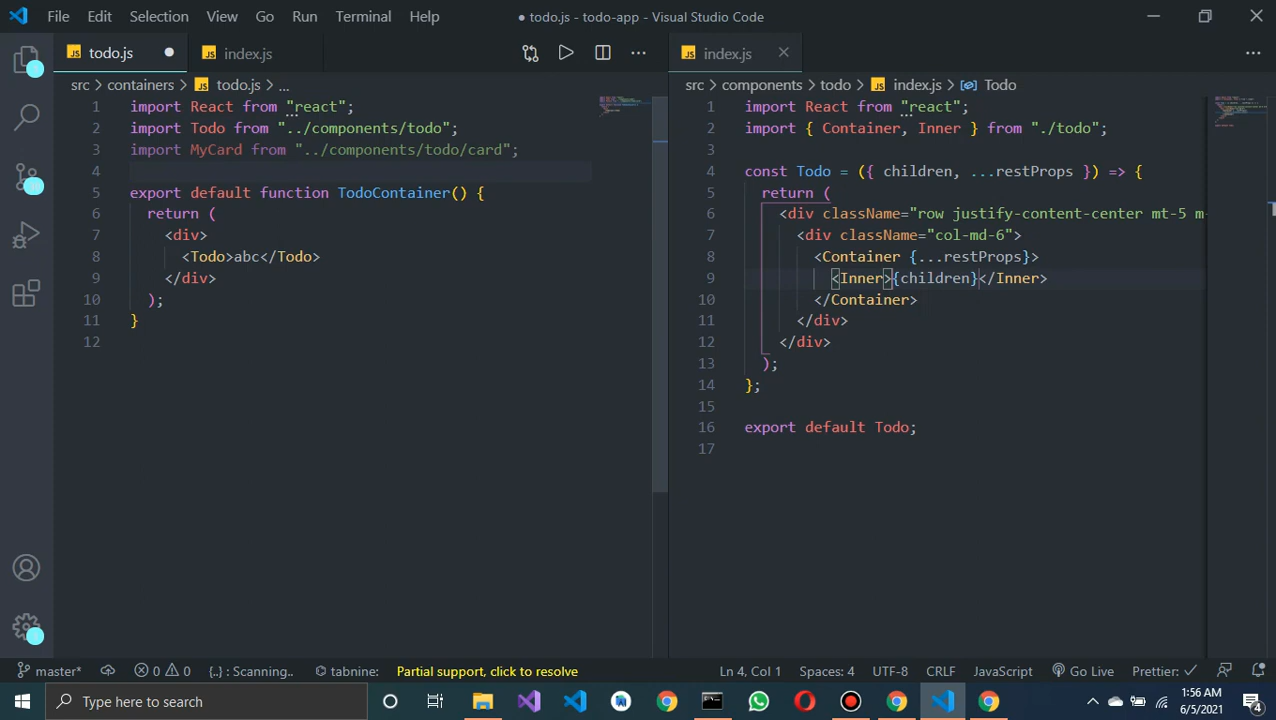 File Edit Selection View Go Run Terminal Help
● todo.js - todo-app - Visual Studio Code
JS todo.js ●
JS index.js
src > containers > JS todo.js > ...
1 import React from "react";
2 import Todo from "../components/todo";
3 import MyCard from "../components/todo/card";
4
5 export default function TodoContainer() {
6 return (
7 <div>
8 <Todo>abc</Todo>
9 </div>
10 );
11 }
12
JS index.js
src > components > todo > JS index.js > Todo
1 import React from "react";
2 import { Container, Inner } from "./todo";
3
4 const Todo = ({ children, ...restProps }) => {
5 return (
6 <div className="row justify-content-center mt-5 m-
7 <div className="col-md-6">
8 <Container {...restProps}>
9 <Inner>{children}</Inner>
10 </Container>
11 </div>
12 </div>
13 );
14 };
15
16 export default Todo;
17
master* 0 0 {..} : Scanning.. tabnine: Partial support, click to resolve Ln 4, Col 1 Spaces: 4 UTF-8 CRLF JavaScript Go Live Prettier: ✓
Type here to search
1:56 AM
6/5/2021
4